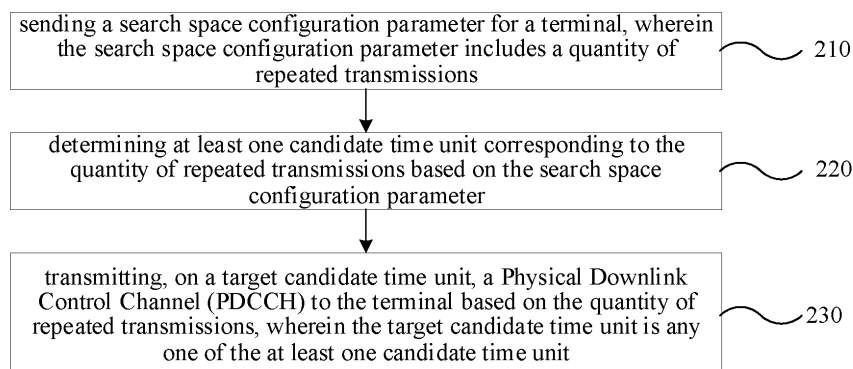 sending a search space configuration parameter for a terminal, wherein
the search space configuration parameter includes a quantity of
repeated transmissions
210
determining at least one candidate time unit corresponding to the
quantity of repeated transmissions based on the search space
configuration parameter
220
transmitting, on a target candidate time unit, a Physical Downlink
Control Channel (PDCCH) to the terminal based on the quantity of
repeated transmissions, wherein the target candidate time unit is any
one of the at least one candidate time unit
230